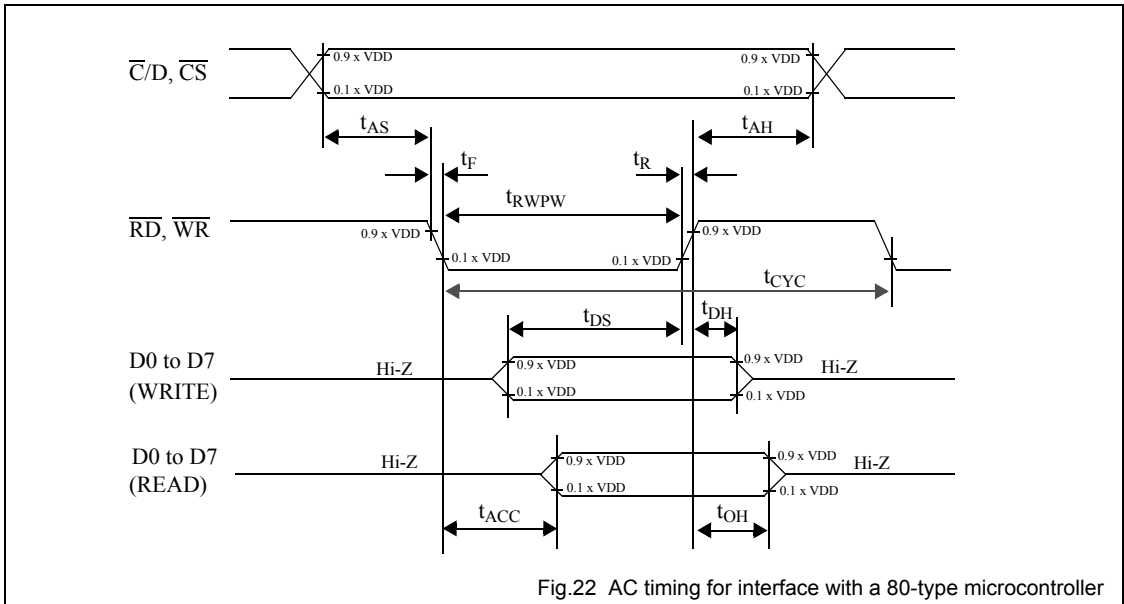 C̅/D, C̅S̅
0.9 x VDD
0.9 x VDD
0.1 x VDD
0.1 x VDD
tAS
tAH
tF
tR
tRWPW
R̅D̅, W̅R̅
0.9 x VDD
0.9 x VDD
0.1 x VDD
0.1 x VDD
tCYC
tDS
tDH
D0 to D7
(WRITE)
Hi-Z
0.9 x VDD
0.9 x VDD
Hi-Z
0.1 x VDD
0.1 x VDD
D0 to D7
(READ)
Hi-Z
0.9 x VDD
0.9 x VDD
Hi-Z
0.1 x VDD
0.1 x VDD
tACC
tOH
Fig.22 AC timing for interface with a 80-type microcontroller